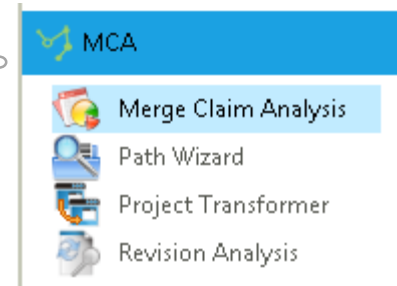 MCA
Merge Claim Analysis
Path Wizard
Project Transformer
Revision Analysis